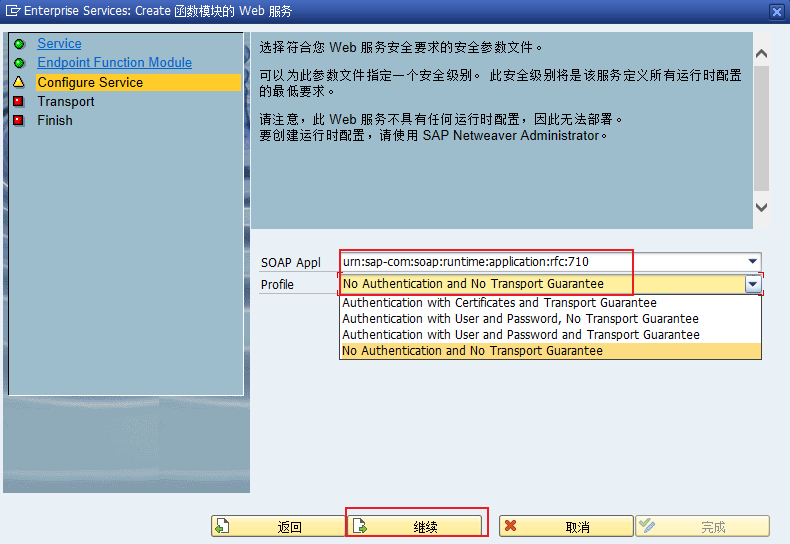 Enterprise Services: Create 函数模块的 Web 服务
Service
Endpoint Function Module
Configure Service
Transport
Finish
选择符合您 Web 服务安全要求的安全参数文件。
可以为此参数文件指定一个安全级别。 此安全级别将是该服务定义所有运行时配置
的最低要求。
请注意，此 Web 服务不具有任何运行时配置，因此无法部署。
要创建运行时配置，请使用 SAP Netweaver Administrator。
SOAP Appl
urn:sap-com:soap:runtime:application:rfc:710
Profile
No Authentication and No Transport Guarantee
Authentication with Certificates and Transport Guarantee
Authentication with User and Password, No Transport Guarantee
Authentication with User and Password and Transport Guarantee
No Authentication and No Transport Guarantee
返回
继续
取消
完成